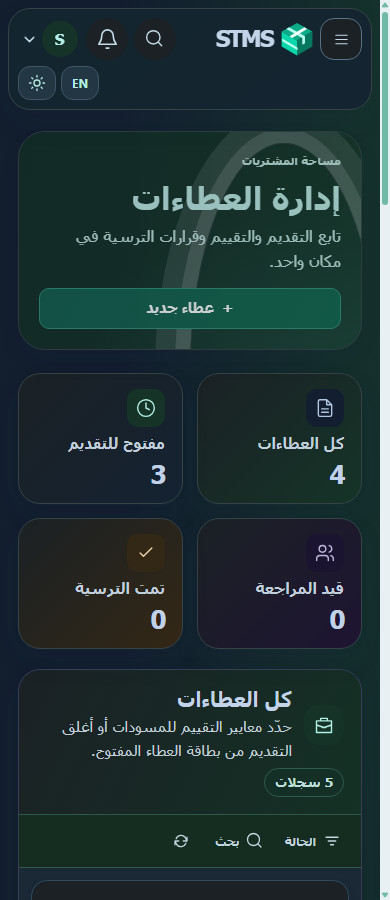 STMS
S
EN
مساحة المشتريات
إدارة العطاءات
تابع التقديم والتقييم وقرارات الترسية في
مكان واحد.
+ عطاء جديد
كل العطاءات
4
مفتوح للتقديم
3
قيد المراجعة
0
تمت الترسية
0
كل العطاءات
حدّد معايير التقييم للمسودات أو أغلق
التقديم من بطاقة العطاء المفتوح.
5 سجلات
الحالة
بحث